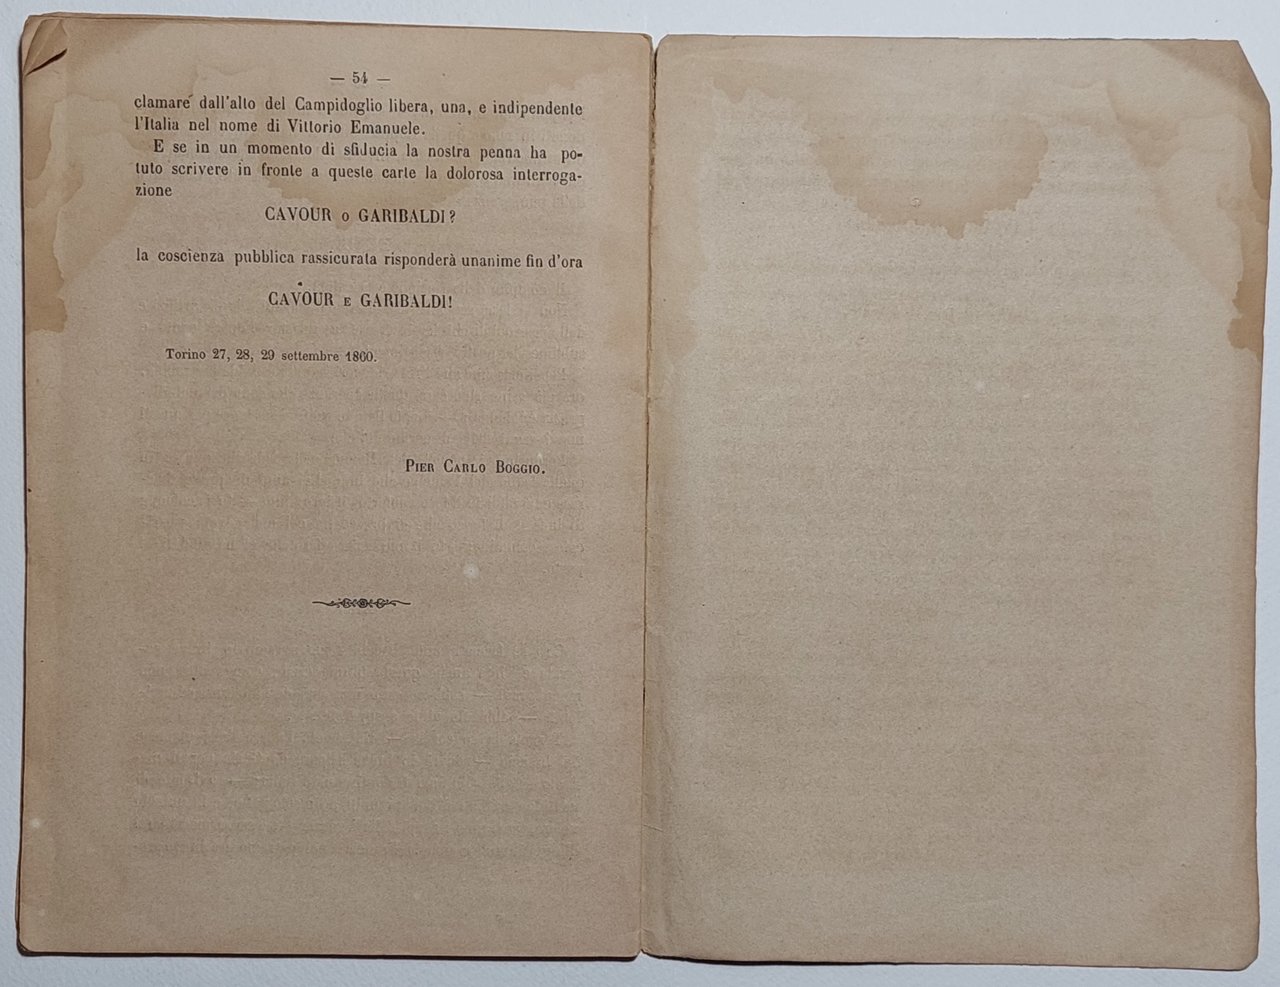 — 54 —
clamare dall'alto del Campidoglio libera, una, e indipendente
l'Italia nel nome di Vittorio Emanuele.
E se in un momento di sfiducia la nostra penna ha po-
tuto scrivere in fronte a queste carte la dolorosa interroga-
zione
CAVOUR o GARIBALDI?
la coscienza pubblica rassicurata risponderà unanime fin d'ora
CAVOUR E GARIBALDI!
Torino 27, 28, 29 settembre 1860.
PIER CARLO BOGGIO.